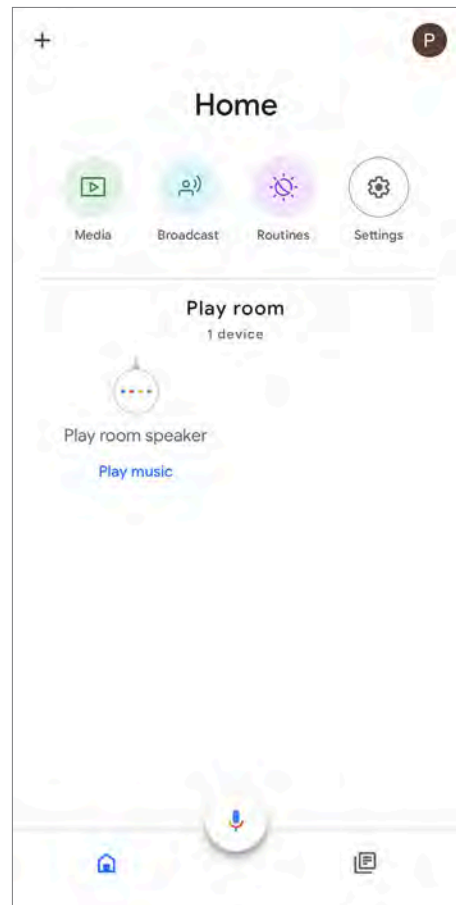 P
Home
Media Broadcast Routines Settings
Play room
1 device
Play room speaker
Play music